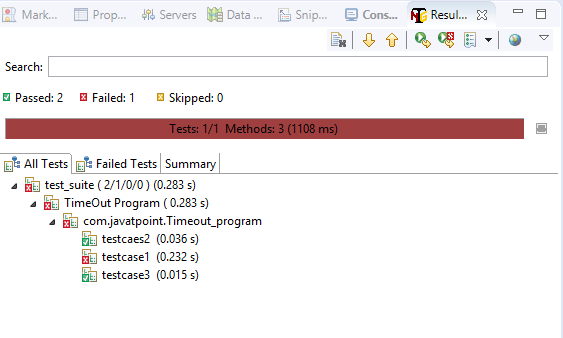 Mark... Prop... Servers Data ... Snip... Cons... Resul...
Search:
Passed: 2 Failed: 1 Skipped: 0
Tests: 1/1 Methods: 3 (1108 ms)
All Tests Failed Tests Summary
test_suite ( 2/1/0/0 ) (0.283 s)
TimeOut Program ( 0.283 s)
com.javatpoint.Timeout_program
testcaes2 (0.036 s)
testcase1 (0.232 s)
testcase3 (0.015 s)